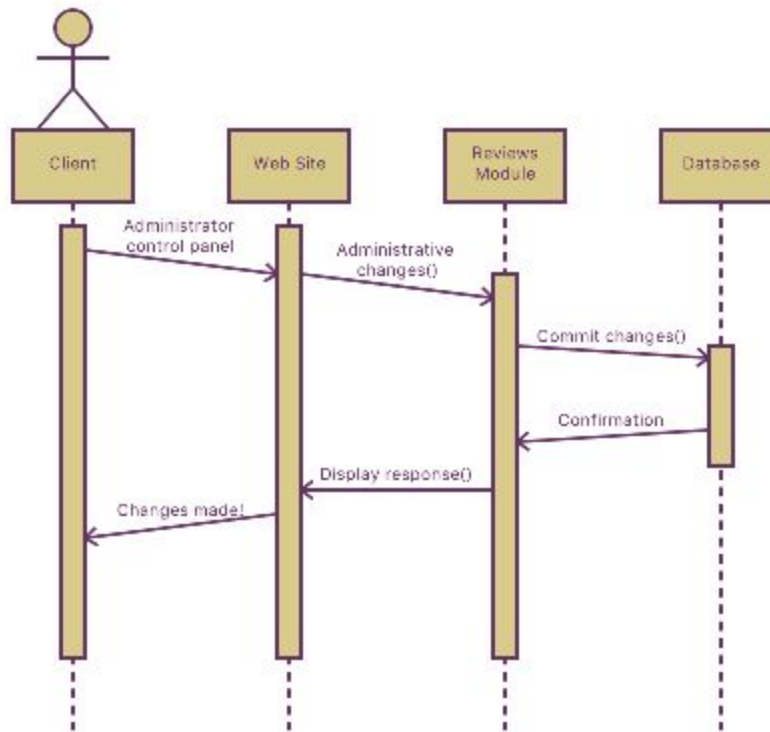 Client
Web Site
Reviews
Module
Database
Administrator
control panel
Administrative
changes()
Commit changes()
Confirmation
Display response()
Changes made!